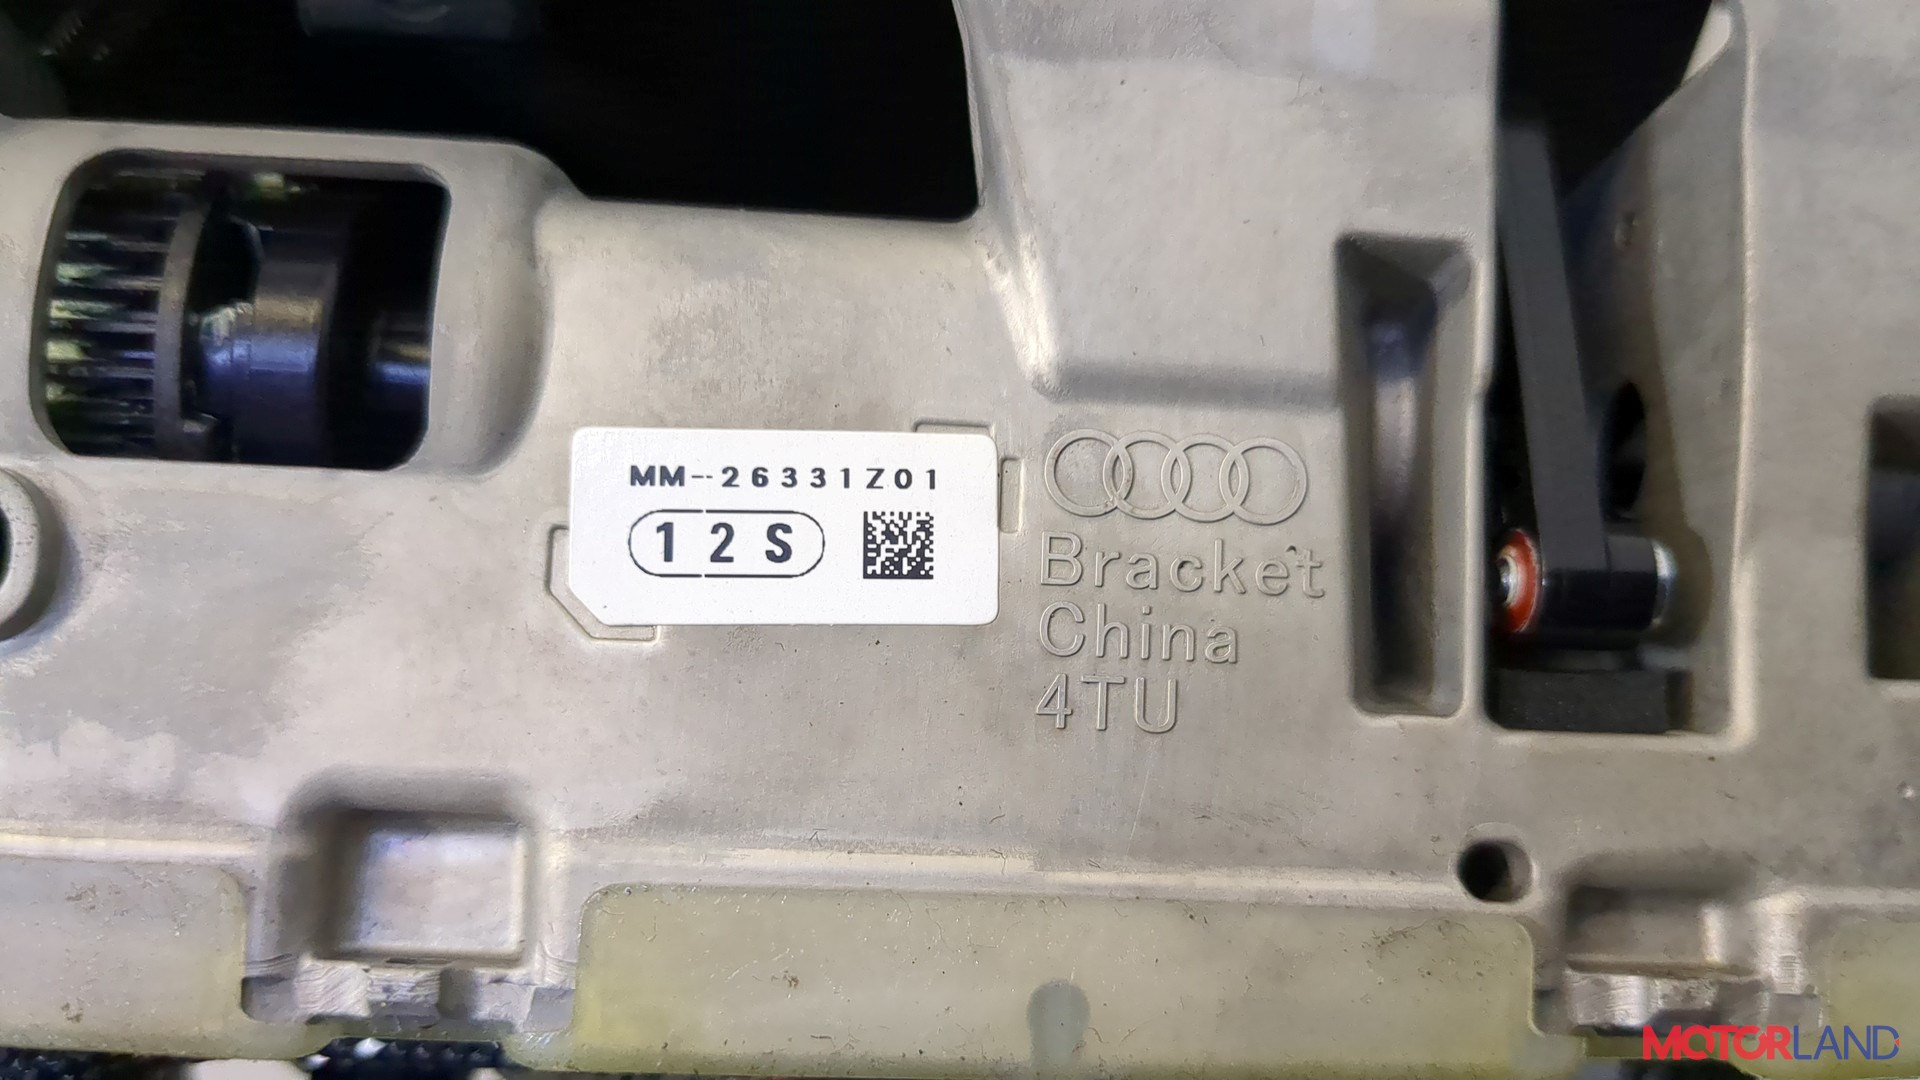 MM--26331Z01
12S
Bracket
China
4TU
MOTORLAND